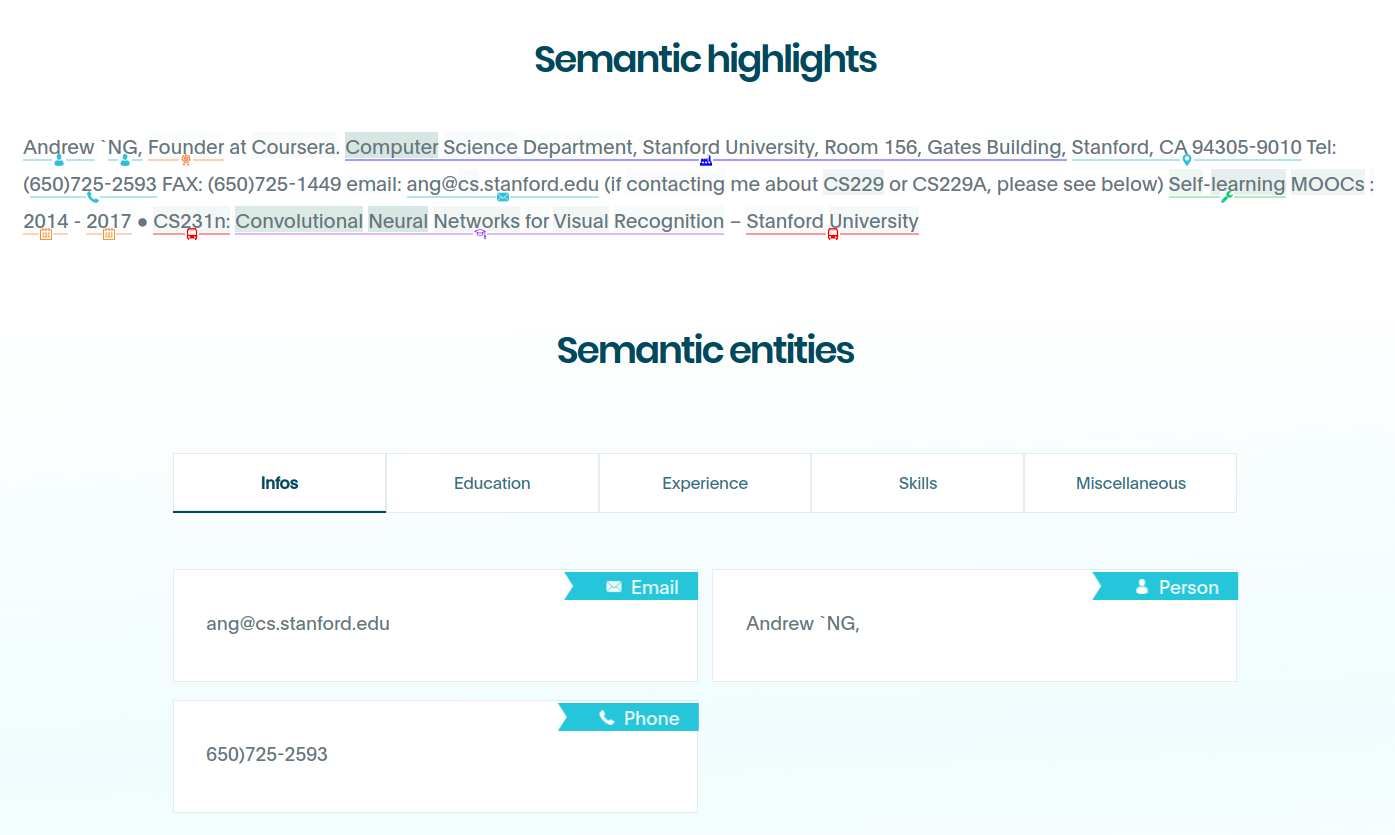 Semantic highlights
Andrew `NG, Founder at Coursera. Computer Science Department, Stanford University, Room 156, Gates Building, Stanford, CA 94305-9010 Tel:
(650)725-2593 FAX: (650)725-1449 email: ang@cs.stanford.edu (if contacting me about CS229 or CS229A, please see below) Self-learning MOOCs :
2014 - 2017 ● CS231n: Convolutional Neural Networks for Visual Recognition – Stanford University
Semantic entities
Infos
Education
Experience
Skills
Miscellaneous
Email
ang@cs.stanford.edu
Person
Andrew `NG,
Phone
650)725-2593